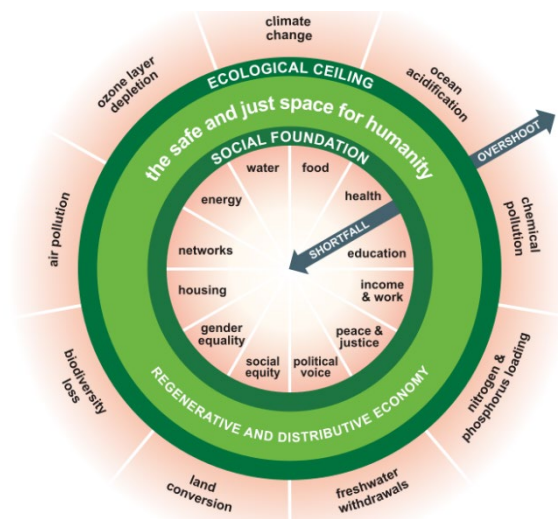 climate
change
ocean
acidification
chemical
pollution
nitrogen &
phosphorus loading
freshwater
withdrawals
land
conversion
biodiversity
loss
air pollution
ozone layer
depletion
ECOLOGICAL CEILING
the safe and just space for humanity
SOCIAL FOUNDATION
OVERSHOOT
SHORTFALL
water
food
health
education
income
& work
peace &
justice
political
voice
social
equity
gender
equality
housing
networks
energy
REGENERATIVE AND DISTRIBUTIVE ECONOMY